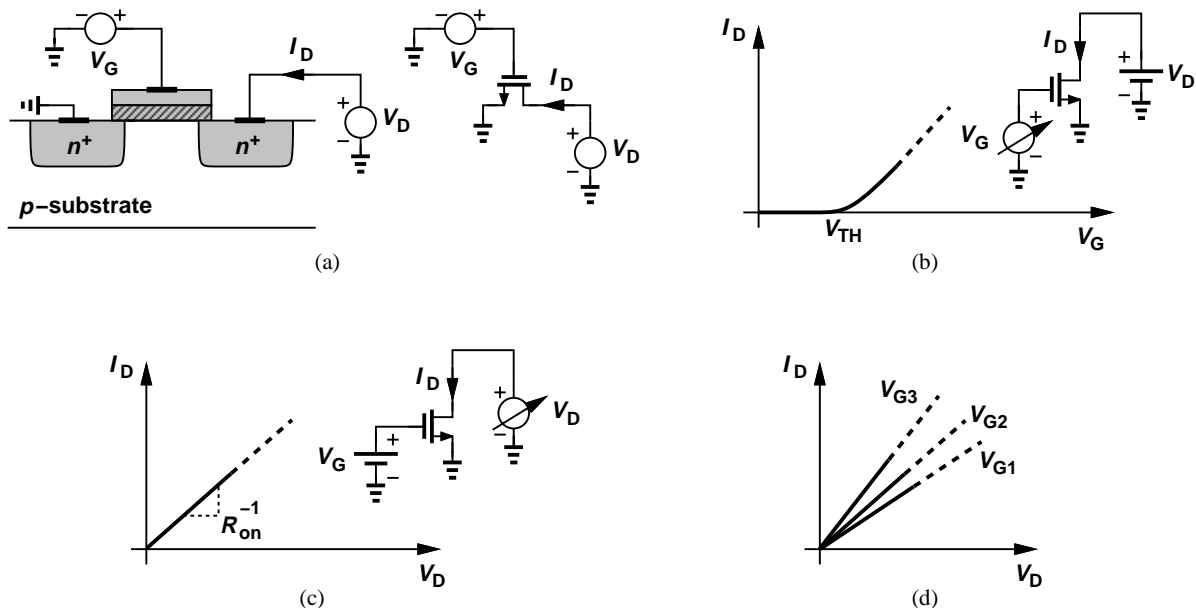 − +
V_G
I_D
+
V_D
−
n+
n+
p−substrate
− +
V_G
I_D
+
V_D
−
(a)
I_D
V_TH
V_G
I_D
+
V_D
−
V_G
+
−
(b)
I_D
R_on^−1
V_D
I_D
V_G
+
−
+
V_D
−
(c)
I_D
V_G3
V_G2
V_G1
V_D
(d)